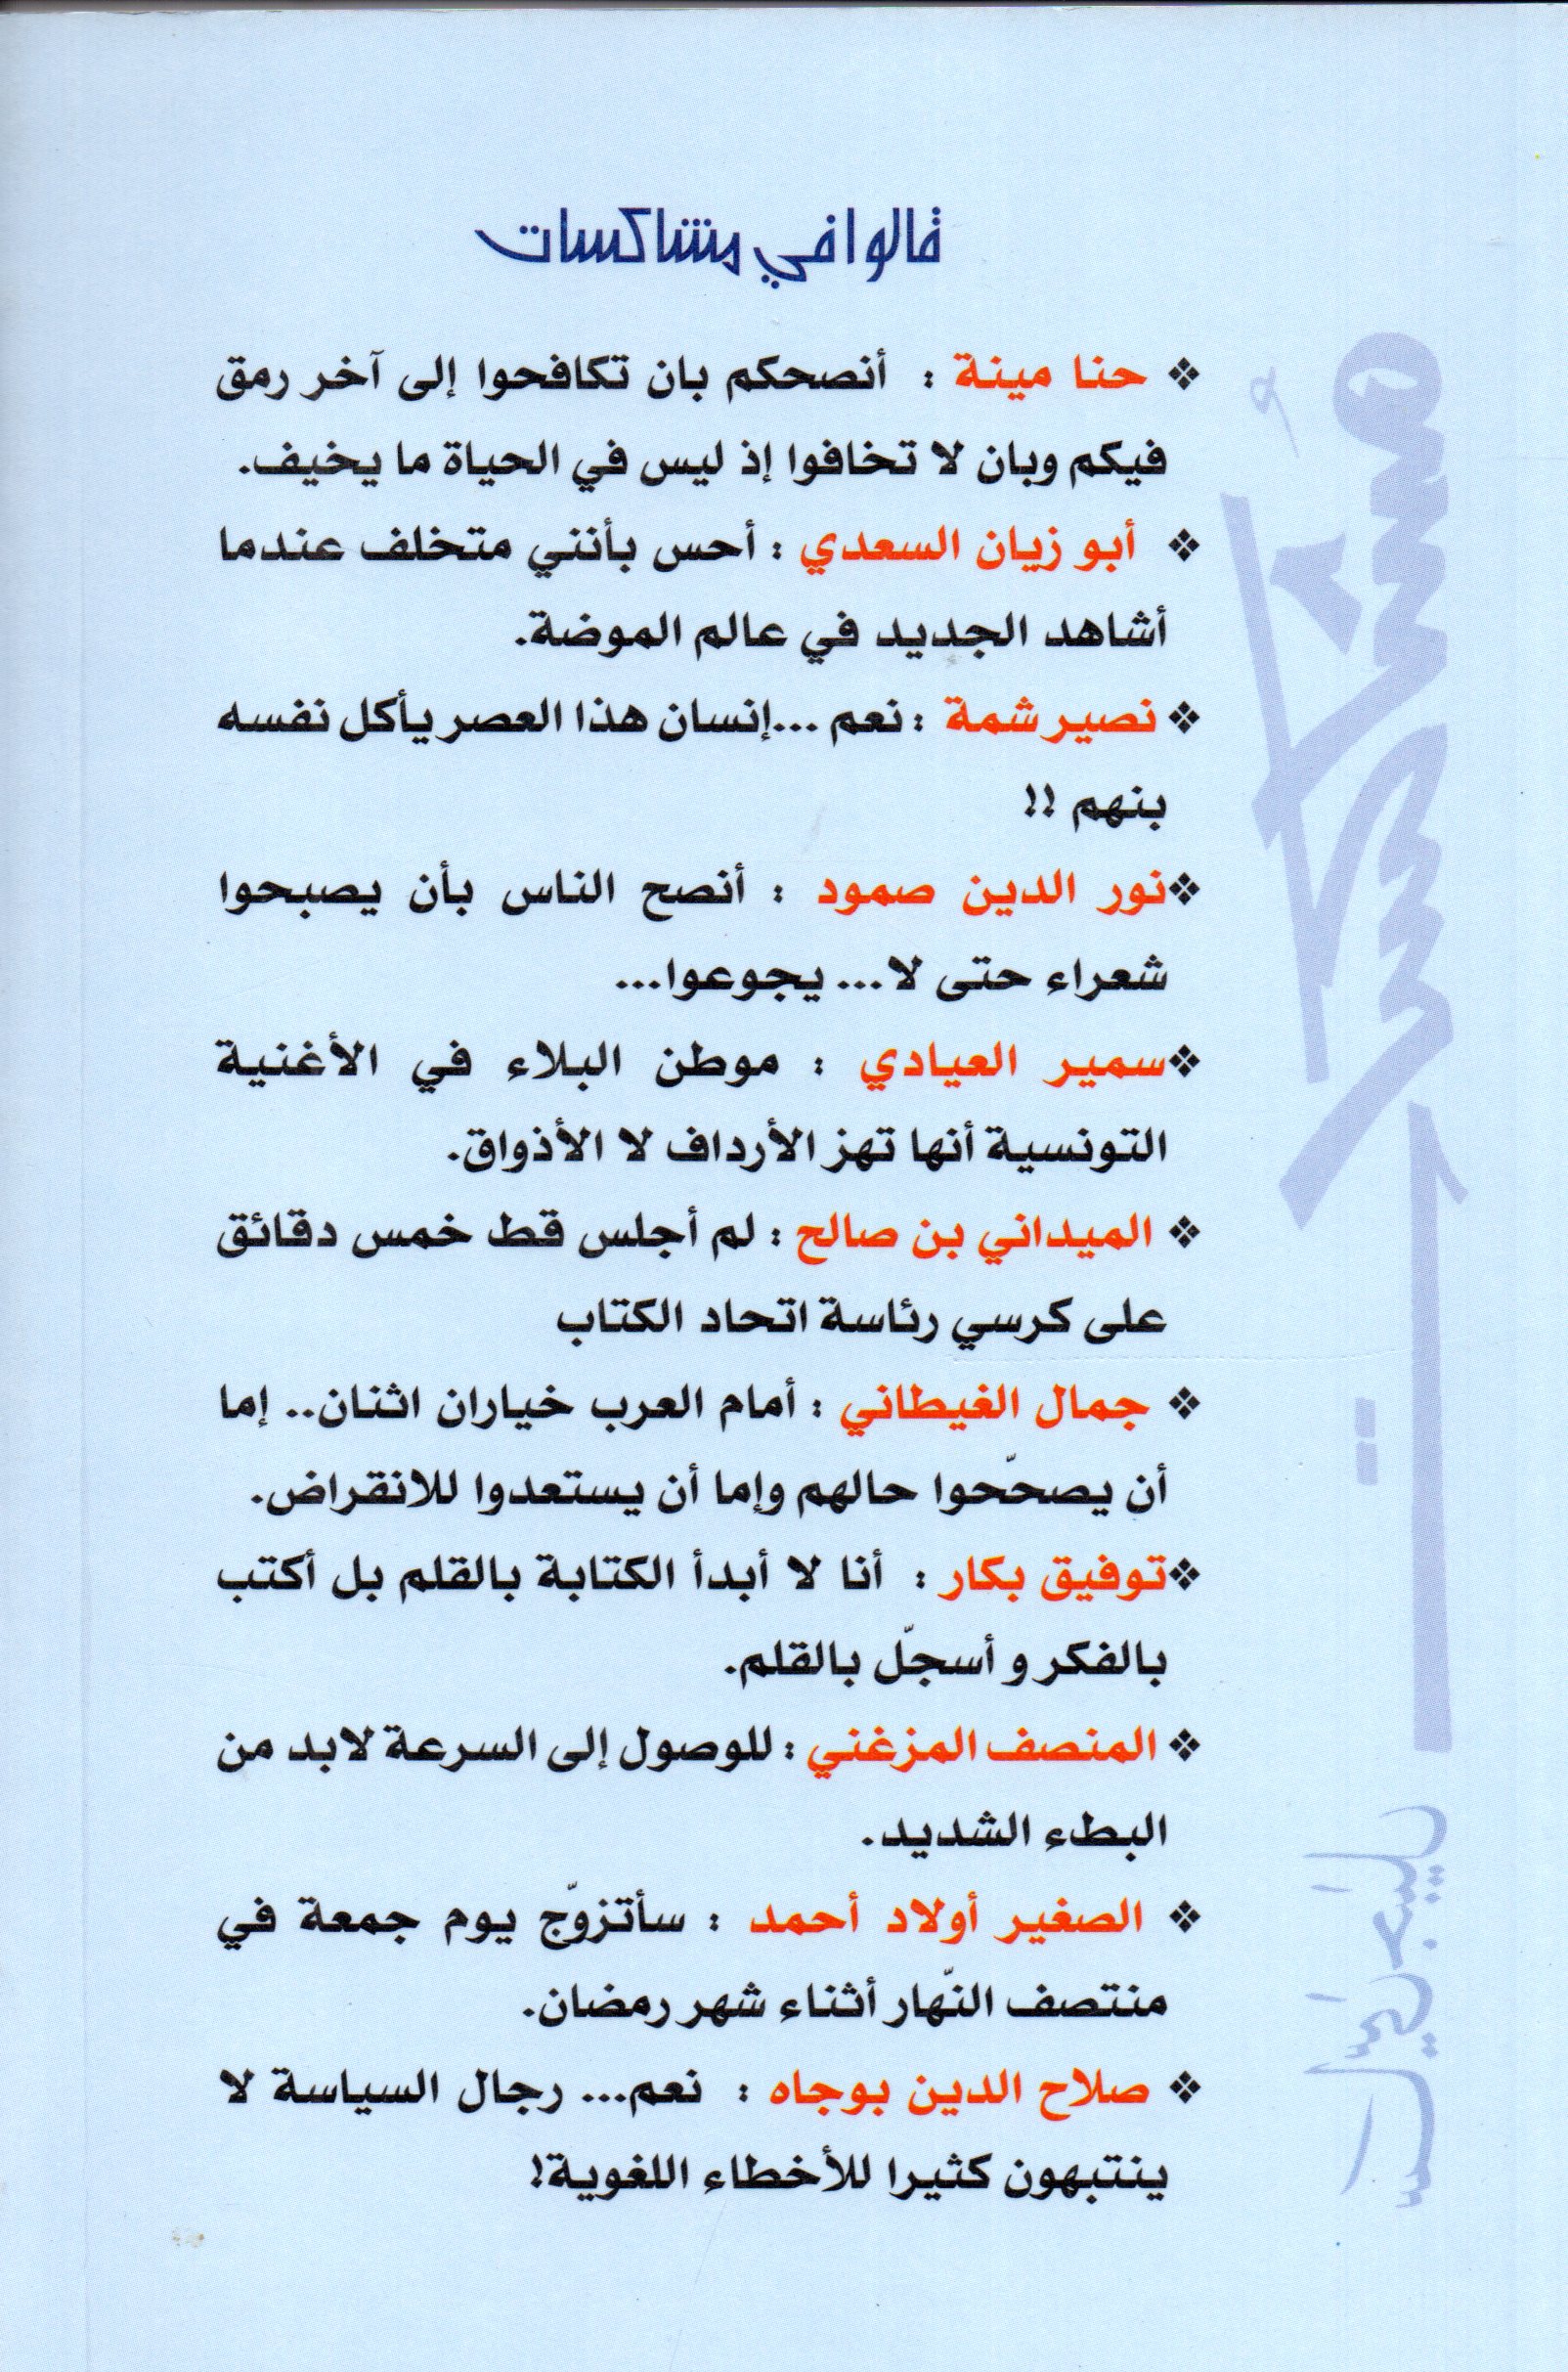 قالوا في مشاكسات
❖ حنا مينة : أنصحكم بان تكافحوا إلى آخر رمق
فيكم وبان لا تخافوا إذ ليس في الحياة ما يخيف.
❖ أبو زيان السعدي : أحس بأنني متخلف عندما
أشاهد الجديد في عالم الموضة.
❖ نصير شمة : نعم ...إنسان هذا العصر يأكل نفسه
بنهم !!
❖نور الدين صمود : أنصح الناس بأن يصبحوا
شعراء حتى لا... يجوعوا...
❖سمير العيادي : موطن البلاء في الأغنية
التونسية أنها تهز الأرداف لا الأذواق.
❖ الميداني بن صالح : لم أجلس قط خمس دقائق
على كرسي رئاسة اتحاد الكتاب
❖ جمال الغيطاني : أمام العرب خياران اثنان.. إما
أن يصحّحوا حالهم وإما أن يستعدوا للانقراض.
❖توفيق بكار : أنا لا أبدأ الكتابة بالقلم بل أكتب
بالفكر و أسجّل بالقلم.
❖ المنصف المزغني : للوصول إلى السرعة لابد من
البطء الشديد.
❖ الصغير أولاد أحمد : سأتزوّج يوم جمعة في
منتصف النّهار أثناء شهر رمضان.
❖ صلاح الدين بوجاه : نعم... رجال السياسة لا
ينتبهون كثيرا للأخطاء اللغوية!
مشاكسات